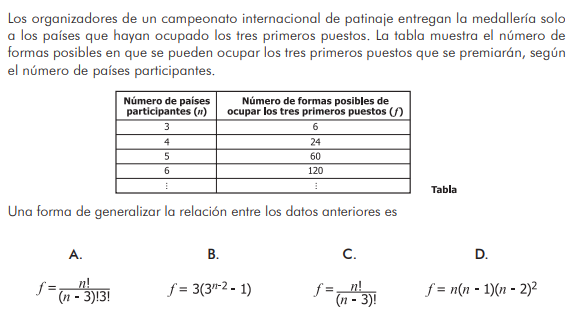 Los organizadores de un campeonato internacional de patinaje entregan la medallería solo
a los países que hayan ocupado los tres primeros puestos. La tabla muestra el número de
formas posibles en que se pueden ocupar los tres primeros puestos que se premiarán, según
el número de países participantes.
Número de países participantes (n) | Número de formas posibles de ocupar los tres primeros puestos (f)
3 | 6
4 | 24
5 | 60
6 | 120
⋮ | ⋮
Tabla
Una forma de generalizar la relación entre los datos anteriores es
A. B. C. D.
f = n!/(n - 3)!3! f = 3(3ⁿ⁻² - 1) f = n!/(n - 3)! f = n(n - 1)(n - 2)²